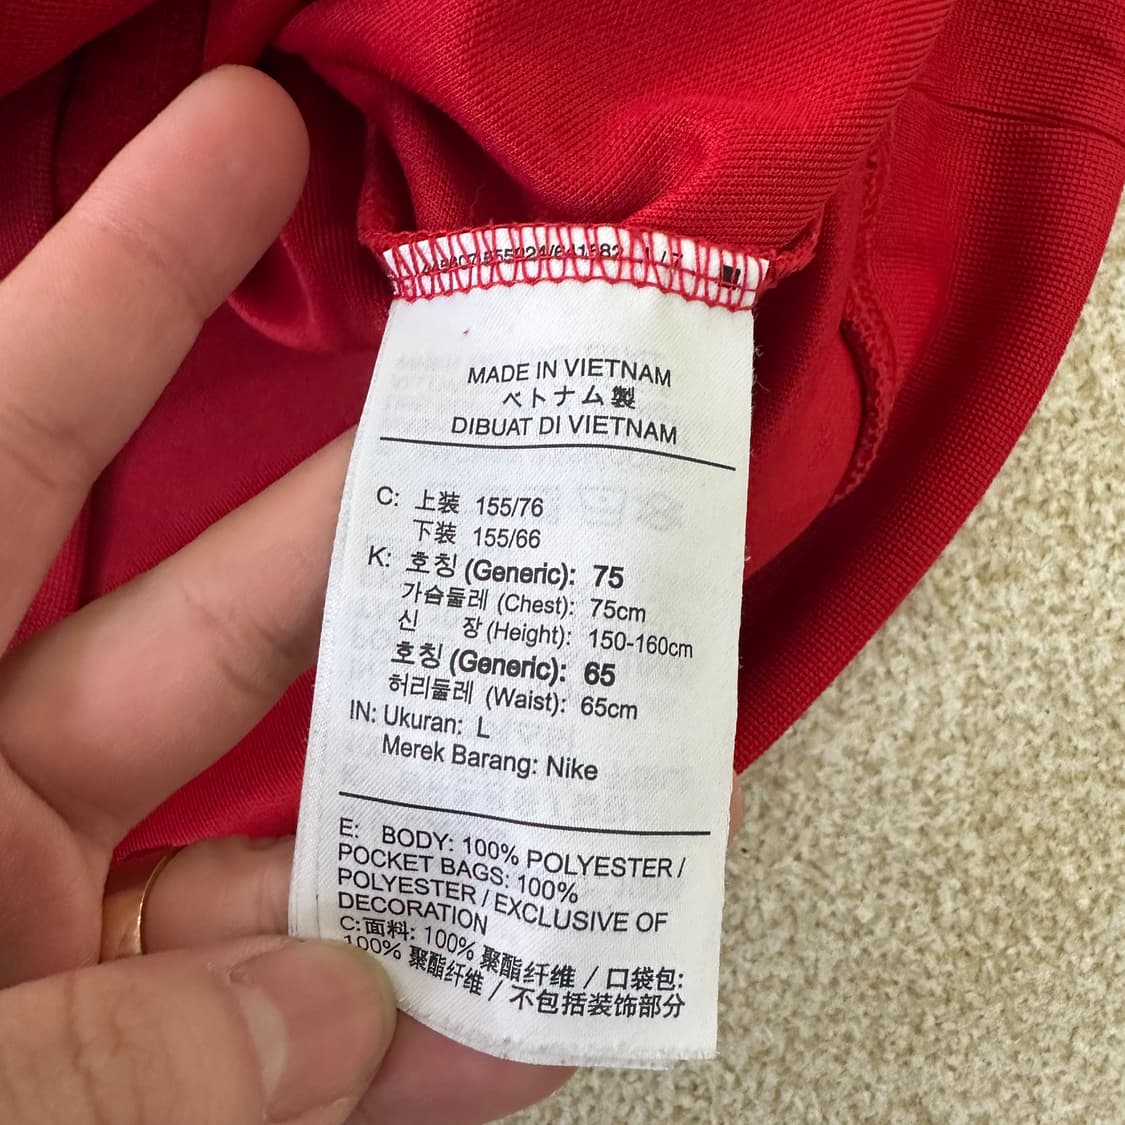 MADE IN VIETNAM
ベトナム製
DIBUAT DI VIETNAM
C: 上装 155/76
下装 155/66
K: 호칭 (Generic): 75
가슴둘레 (Chest): 75cm
신 장 (Height): 150-160cm
호칭 (Generic): 65
허리둘레 (Waist): 65cm
IN: Ukuran: L
Merek Barang: Nike
E: BODY: 100% POLYESTER /
POCKET BAGS: 100%
POLYESTER / EXCLUSIVE OF
DECORATION
C: 面料: 100% 聚酯纤维 / 口袋包:
100% 聚酯纤维 / 不包括装饰部分